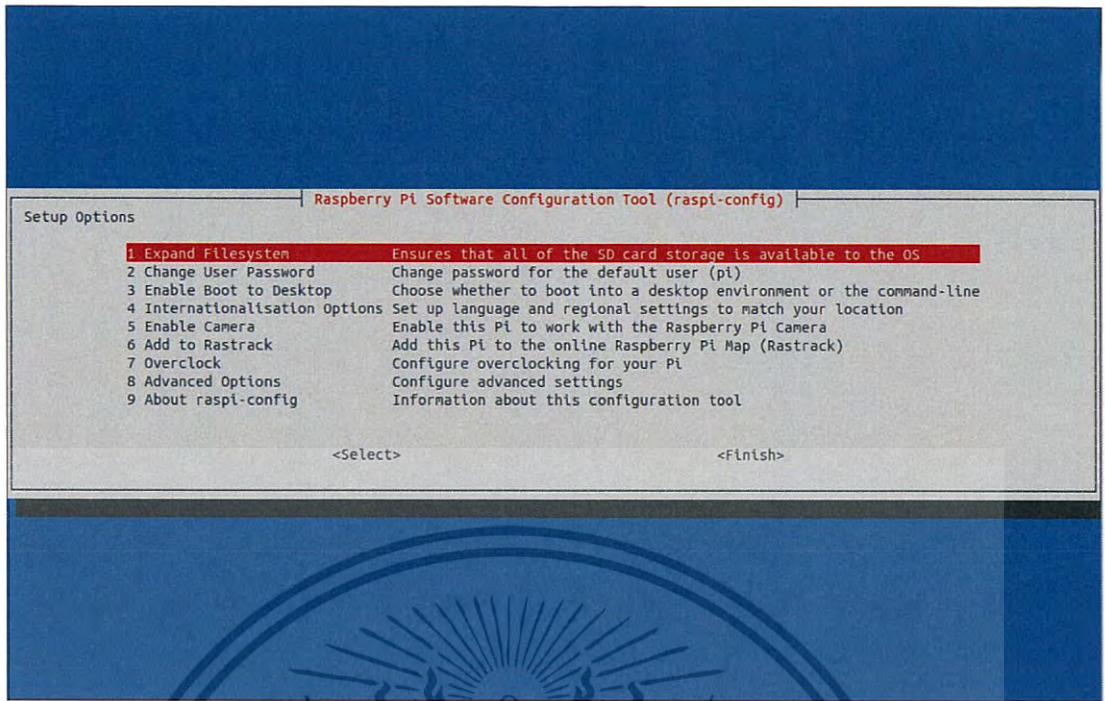 Raspberry Pi Software Configuration Tool (raspi-config)
Setup Options
1 Expand Filesystem Ensures that all of the SD card storage is available to the OS
2 Change User Password Change password for the default user (pi)
3 Enable Boot to Desktop Choose whether to boot into a desktop environment or the command-line
4 Internationalisation Options Set up language and regional settings to match your location
5 Enable Camera Enable this Pi to work with the Raspberry Pi Camera
6 Add to Rastrack Add this Pi to the online Raspberry Pi Map (Rastrack)
7 Overclock Configure overclocking for your Pi
8 Advanced Options Configure advanced settings
9 About raspi-config Information about this configuration tool
<Select> <Finish>